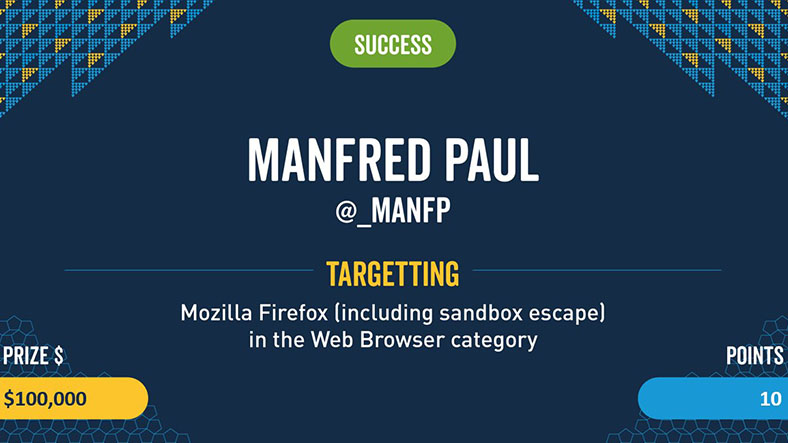 SUCCESS
MANFRED PAUL
@_MANFP
TARGETTING
Mozilla Firefox (including sandbox escape)
in the Web Browser category
PRIZE $
$100,000
POINTS
10